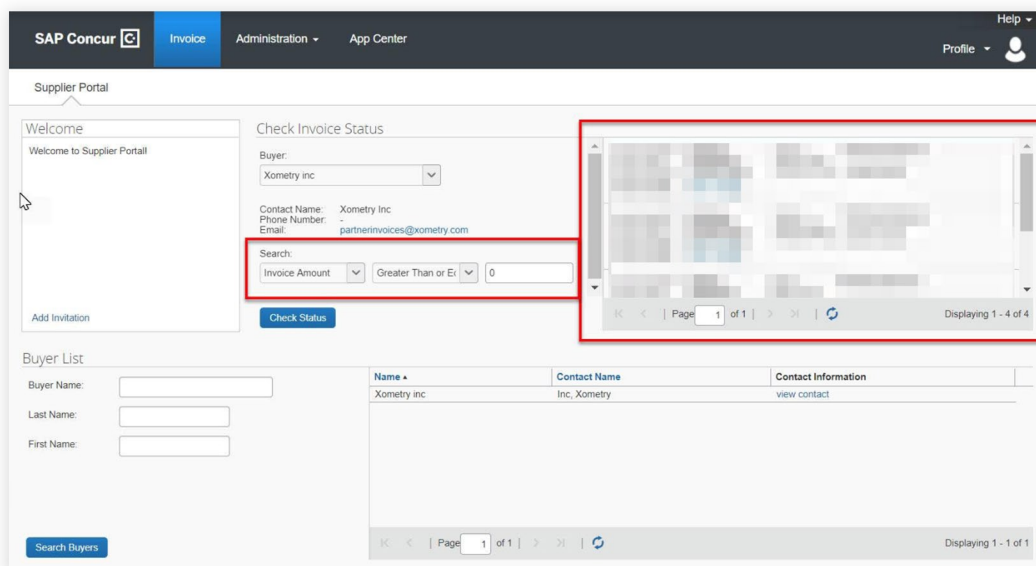 Help
SAP Concur C Invoice Administration App Center
Profile
Supplier Portal
Welcome
Welcome to Supplier Portal!
Add Invitation
Check Invoice Status
Buyer:
Xometry inc
Contact Name: Xometry Inc
Phone Number: -
Email: partnerinvoices@xometry.com
Search:
Invoice Amount Greater Than or Ec 0
Check Status
Page 1 of 1 Displaying 1 - 4 of 4
Buyer List
Buyer Name:
Last Name:
First Name:
Search Buyers
Name Contact Name Contact Information
Xometry inc Inc, Xometry view contact
Page 1 of 1 Displaying 1 - 1 of 1